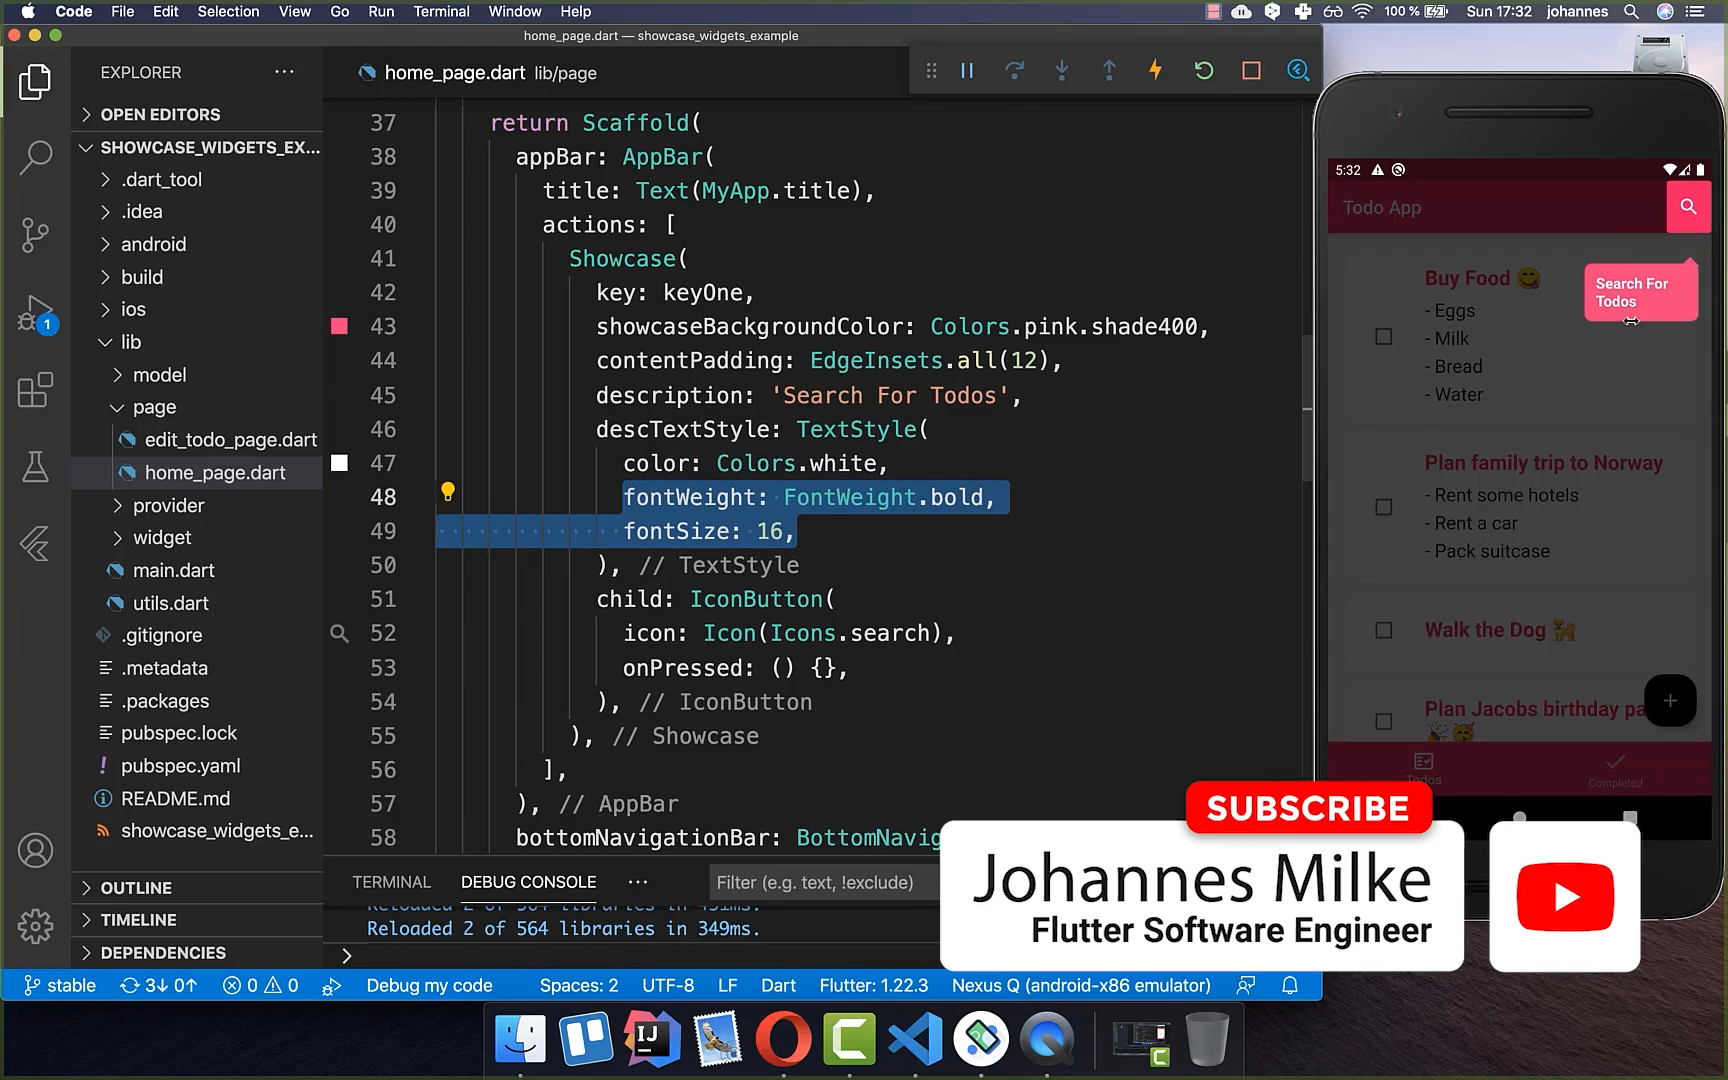 Code File Edit Selection View Go Run Terminal Window Help
100 % Sun 17:32 johannes
home_page.dart — showcase_widgets_example
EXPLORER
home_page.dart lib/page
OPEN EDITORS
SHOWCASE_WIDGETS_EX...
.dart_tool
.idea
android
build
ios
lib
model
page
edit_todo_page.dart
home_page.dart
provider
widget
main.dart
utils.dart
.gitignore
.metadata
.packages
pubspec.lock
pubspec.yaml
README.md
showcase_widgets_e...
OUTLINE
TIMELINE
DEPENDENCIES
1
37 return Scaffold(
38 appBar: AppBar(
39 title: Text(MyApp.title),
40 actions: [
41 Showcase(
42 key: keyOne,
43 showcaseBackgroundColor: Colors.pink.shade400,
44 contentPadding: EdgeInsets.all(12),
45 description: 'Search For Todos',
46 descTextStyle: TextStyle(
47 color: Colors.white,
48 fontWeight: FontWeight.bold,
49 fontSize: 16,
50 ), // TextStyle
51 child: IconButton(
52 icon: Icon(Icons.search),
53 onPressed: () {},
54 ), // IconButton
55 ), // Showcase
56 ],
57 ), // AppBar
58 bottomNavigationBar: BottomNavig
TERMINAL DEBUG CONSOLE ···
Filter (e.g. text, !exclude)
Reloaded 2 of 564 libraries in 451ms.
Reloaded 2 of 564 libraries in 349ms.
stable 3↓ 0↑ 0 0 Debug my code Spaces: 2 UTF-8 LF Dart Flutter: 1.22.3 Nexus Q (android-x86 emulator)
5:32
Todo App
Search For
Todos
Buy Food
- Eggs
- Milk
- Bread
- Water
Plan family trip to Norway
- Rent some hotels
- Rent a car
- Pack suitcase
Walk the Dog
Plan Jacobs birthday pa
Todos
Completed
SUBSCRIBE
Johannes Milke
Flutter Software Engineer
IJ